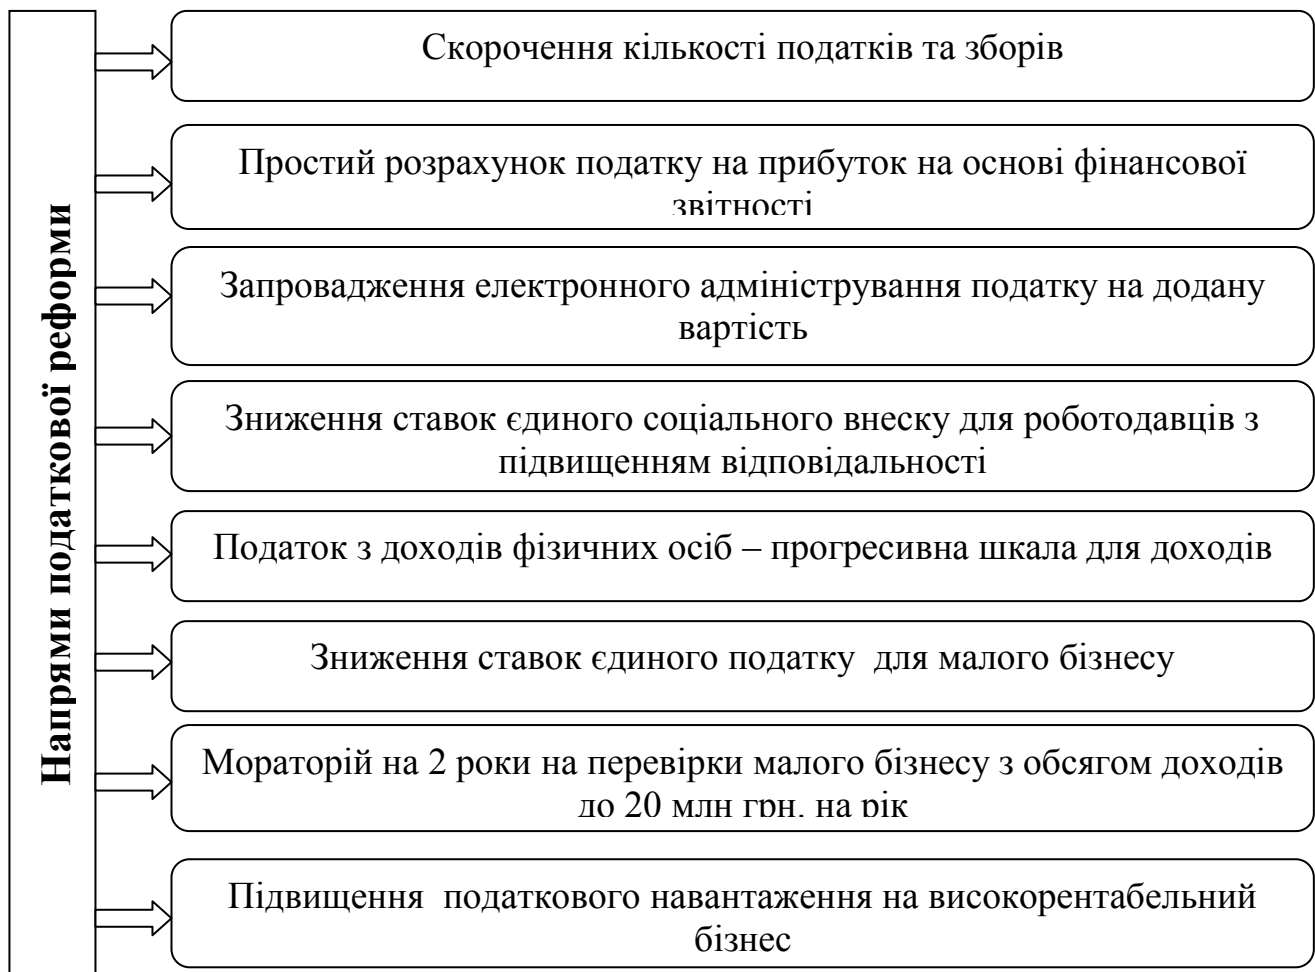 Напрями податкової реформи
Скорочення кількості податків та зборів
Простий розрахунок податку на прибуток на основі фінансової
звітності
Запровадження електронного адміністрування податку на додану
вартість
Зниження ставок єдиного соціального внеску для роботодавців з
підвищенням відповідальності
Податок з доходів фізичних осіб – прогресивна шкала для доходів
Зниження ставок єдиного податку для малого бізнесу
Мораторій на 2 роки на перевірки малого бізнесу з обсягом доходів
до 20 млн грн. на рік
Підвищення податкового навантаження на високорентабельний
бізнес